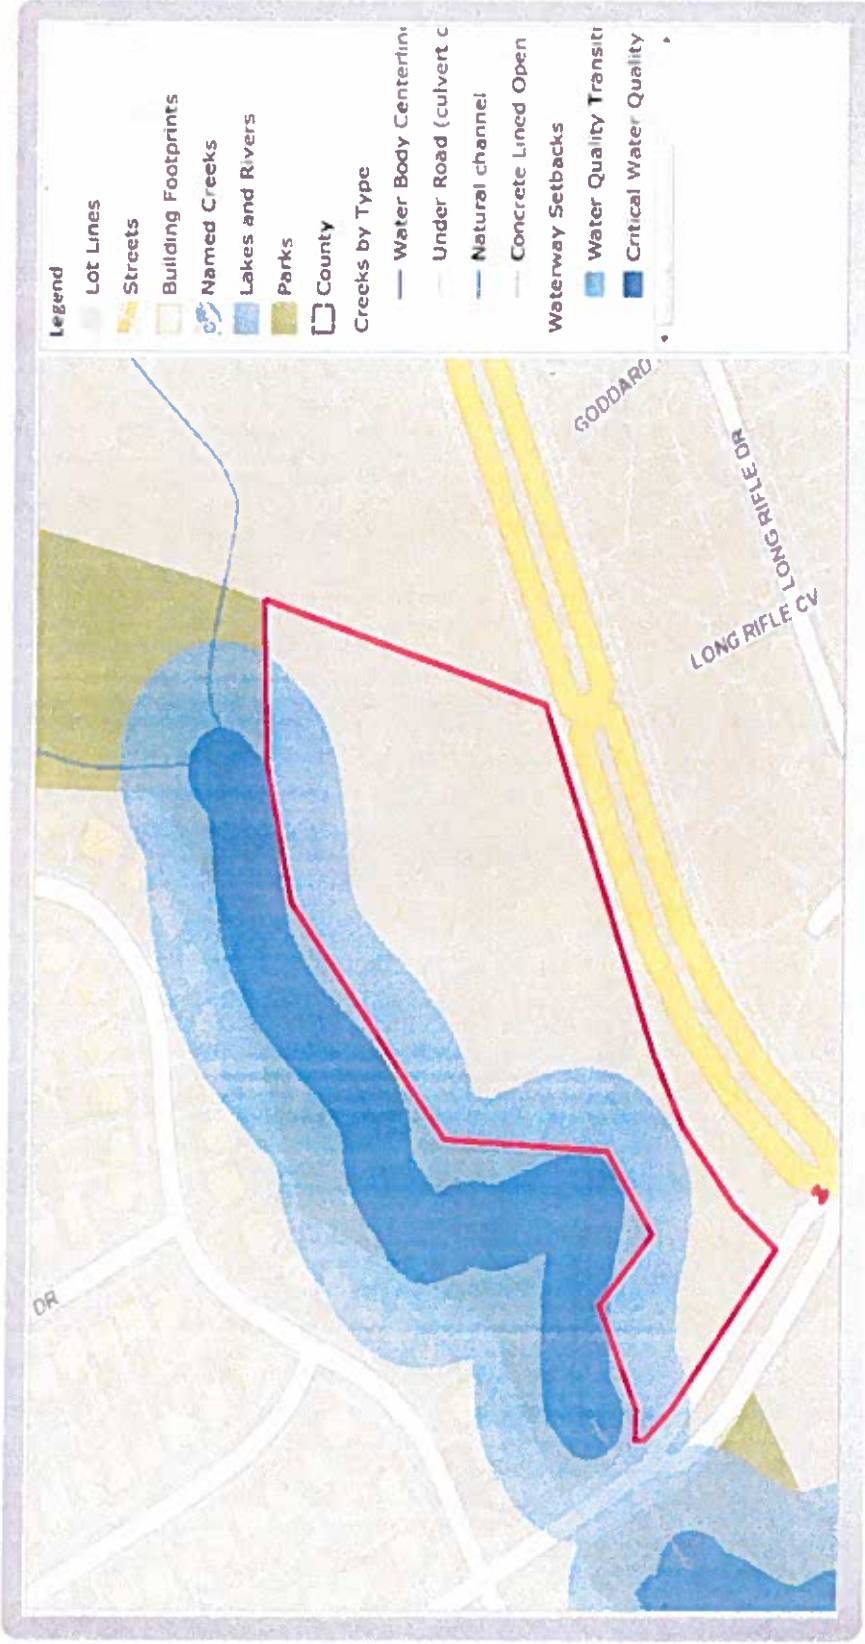 Legend
Lot Lines
Streets
Building Footprints
Named Creeks
Lakes and Rivers
Parks
County
Creeks by Type
Water Body Centerlin
Under Road (culvert c
Natural channel
Concrete Lined Open
Waterway Setbacks
Water Quality Transiti
Critical Water Quality
GODDARD
LONG RIFLE DR
LONG RIFLE CV
DR